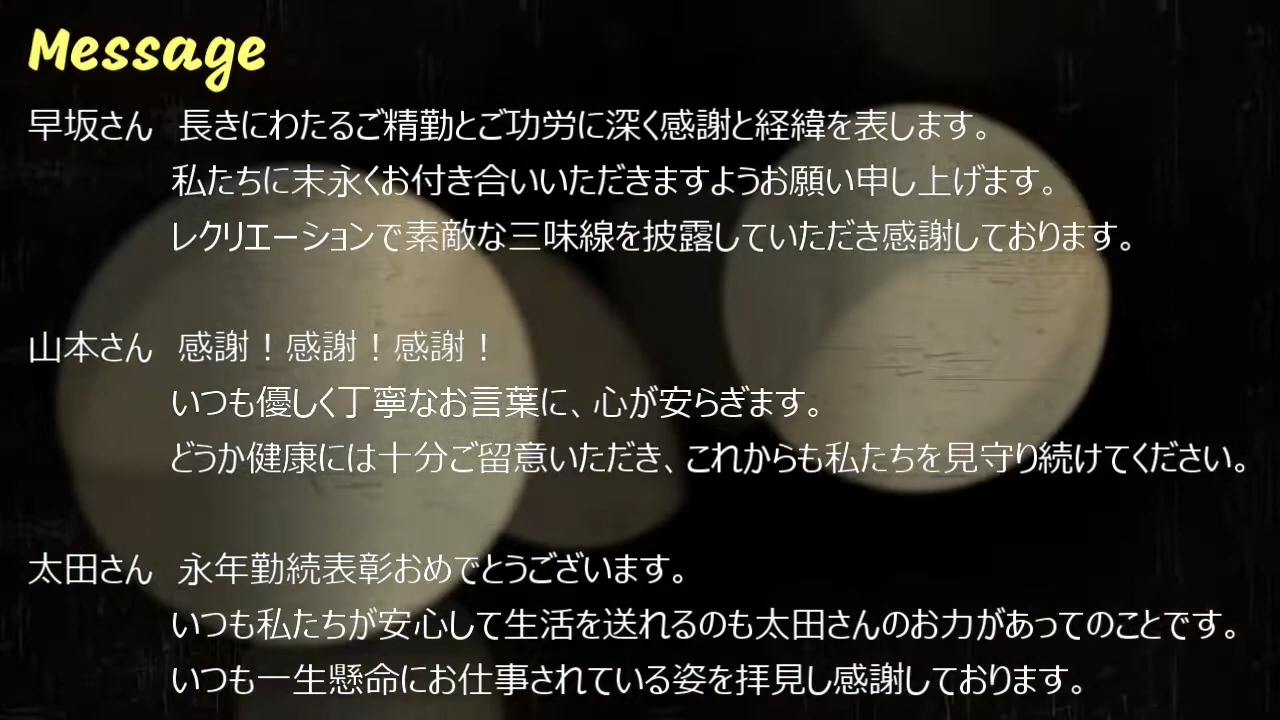 Message
早坂さん 長きにわたるご精勤とご功労に深く感謝と経緯を表します。
私たちに末永くお付き合いいただきますようお願い申し上げます。
レクリエーションで素敵な三味線を披露していただき感謝しております。
山本さん 感謝！感謝！感謝！
いつも優しく丁寧なお言葉に、心が安らぎます。
どうか健康には十分ご留意いただき、これからも私たちを見守り続けてください。
太田さん 永年勤続表彰おめでとうございます。
いつも私たちが安心して生活を送れるのも太田さんのお力があってのことです。
いつも一生懸命にお仕事されている姿を拝見し感謝しております。